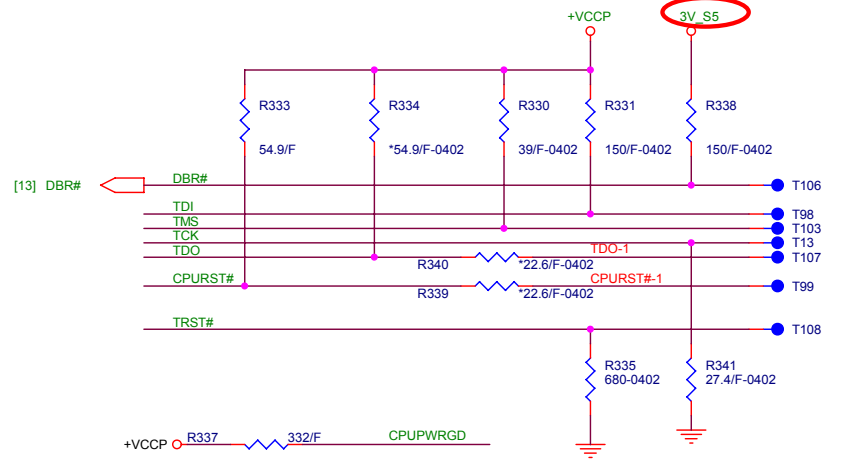 +VCCP
3V_S5
R333
R334
R330
R331
R338
54.9/F
*54.9/F-0402
39/F-0402
150/F-0402
150/F-0402
[13] DBR#
DBR#
T106
TDI
T98
TMS
T103
TCK
T13
TDO
TDO-1
T107
R340
*22.6/F-0402
CPURST#
CPURST#-1
T99
R339
*22.6/F-0402
TRST#
T108
R335
680-0402
R341
27.4/F-0402
+VCCP
R337
332/F
CPUPWRGD